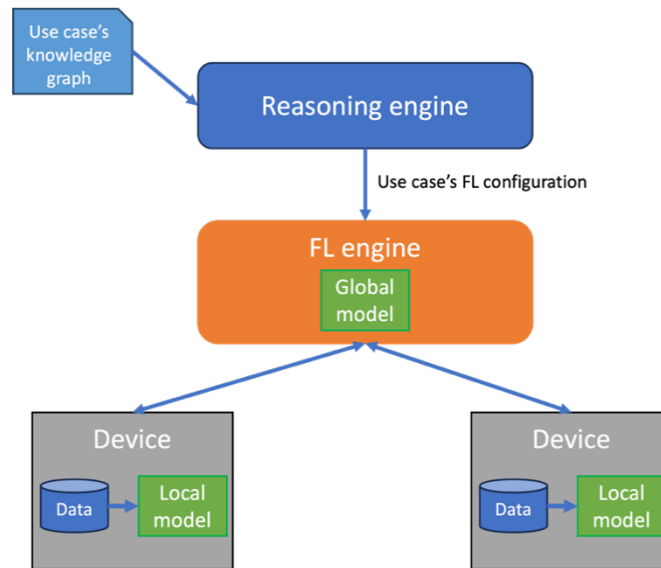 Use case's
knowledge
graph
Reasoning engine
Use case's FL configuration
FL engine
Global
model
Device
Data
Local
model
Device
Data
Local
model